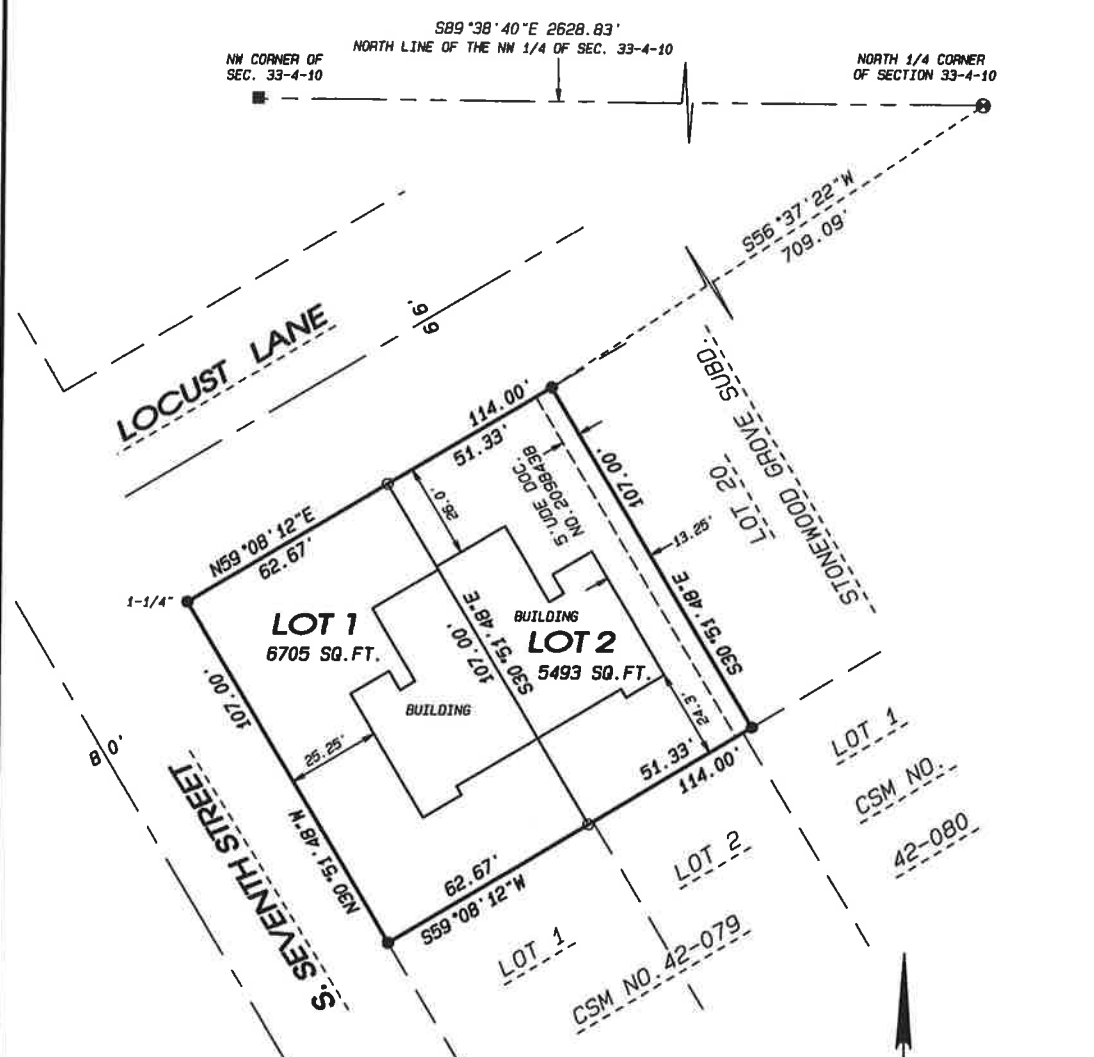 S89°38'40"E 2628.83'
NORTH LINE OF THE NW 1/4 OF SEC. 33-4-10
NW CORNER OF
SEC. 33-4-10
NORTH 1/4 CORNER
OF SECTION 33-4-10
S56°37'22"W
709.09'
LOCUST LANE
66'
114.00'
51.33'
N59°08'12"E
62.67'
1-1/4"
26.0'
5'UDE DOC.
NO.2098438
107.00'
13.25'
S30°51'48"E
LOT 20
STONEWOOD GROVE SUBD.
LOT 1
6705 SQ.FT.
BUILDING
LOT 2
5493 SQ.FT.
BUILDING
107.00'
S30°51'48"E
107.00'
25.25'
N30°51'48"W
24.3'
51.33'
114.00'
62.67'
S59°08'12"W
80'
S. SEVENTH STREET
LOT 1
CSM NO.
42-080
LOT 2
LOT 1
CSM NO. 42-079